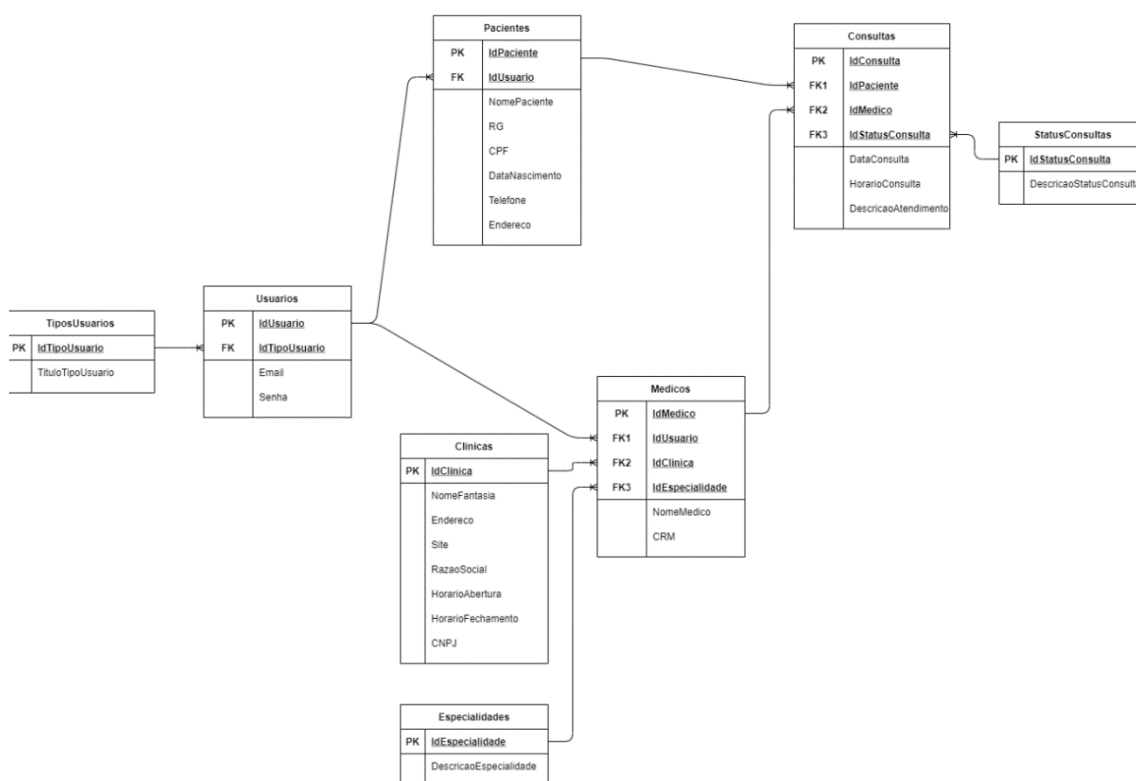 Pacientes
PK IdPaciente
FK IdUsuario
NomePaciente
RG
CPF
DataNascimento
Telefone
Endereco
Consultas
PK IdConsulta
FK1 IdPaciente
FK2 IdMedico
FK3 IdStatusConsulta
DataConsulta
HorarioConsulta
DescricaoAtendimento
StatusConsultas
PK IdStatusConsulta
DescricaoStatusConsulta
Usuarios
PK IdUsuario
FK IdTipoUsuario
Email
Senha
TiposUsuarios
PK IdTipoUsuario
TituloTipoUsuario
Medicos
PK IdMedico
FK1 IdUsuario
FK2 IdClinica
FK3 IdEspecialidade
NomeMedico
CRM
Clinicas
PK IdClinica
NomeFantasia
Endereco
Site
RazaoSocial
HorarioAbertura
HorarioFechamento
CNPJ
Especialidades
PK IdEspecialidade
DescricaoEspecialidade